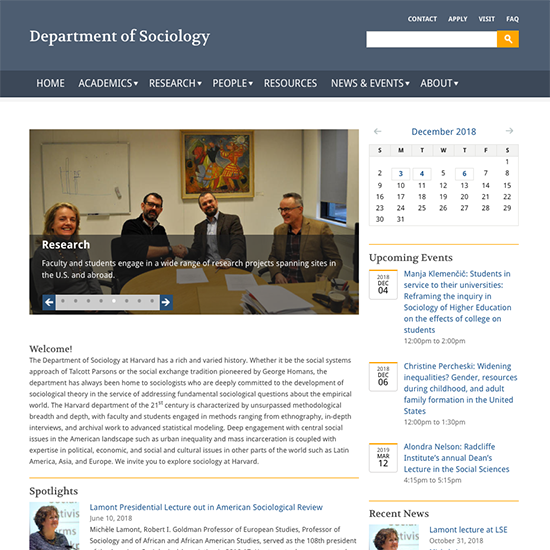 CONTACT APPLY VISIT FAQ
Department of Sociology
HOME ACADEMICS RESEARCH PEOPLE RESOURCES NEWS & EVENTS ABOUT
Research
Faculty and students engage in a wide range of research projects spanning sites in
the U.S. and abroad.
Welcome!
The Department of Sociology at Harvard has a rich and varied history. Whether it be the social systems
approach of Talcott Parsons or the social exchange tradition pioneered by George Homans, the
department has always been home to sociologists who are deeply committed to the development of
sociological theory in the service of addressing fundamental sociological questions about the empirical
world. The Harvard department of the 21st century is characterized by unsurpassed methodological
breadth and depth, with faculty and students engaged in methods ranging from ethnography, in-depth
interviews, and archival work to advanced statistical modeling. Deep engagement with central social
issues in the American landscape such as urban inequality and mass incarceration is coupled with
expertise in political, economic, and social and cultural issues in other parts of the world such as Latin
America, Asia, and Europe. We invite you to explore sociology at Harvard.
Spotlights
Lamont Presidential Lecture out in American Sociological Review
June 10, 2018
Michèle Lamont, Robert I. Goldman Professor of European Studies, Professor
of Sociology and of African and African American Studies, served as the 108th president
December 2018
S M T W T F S
1
2 3 4 5 6 7 8
9 10 11 12 13 14 15
16 17 18 19 20 21 22
23 24 25 26 27 28 29
30 31
Upcoming Events
2018
DEC
04
Manja Klemenčič: Students in
service to their universities:
Reframing the inquiry in
Sociology of Higher Education
on the effects of college on
students
12:00pm to 2:00pm
2018
DEC
06
Christine Percheski: Widening
inequalities? Gender, resources
during childhood, and adult
family formation in the United
States
12:00pm to 1:30pm
2019
MAR
12
Alondra Nelson: Radcliffe
Institute's annual Dean's
Lecture in the Social Sciences
4:15pm to 5:15pm
Recent News
Lamont lecture at LSE
October 31, 2018